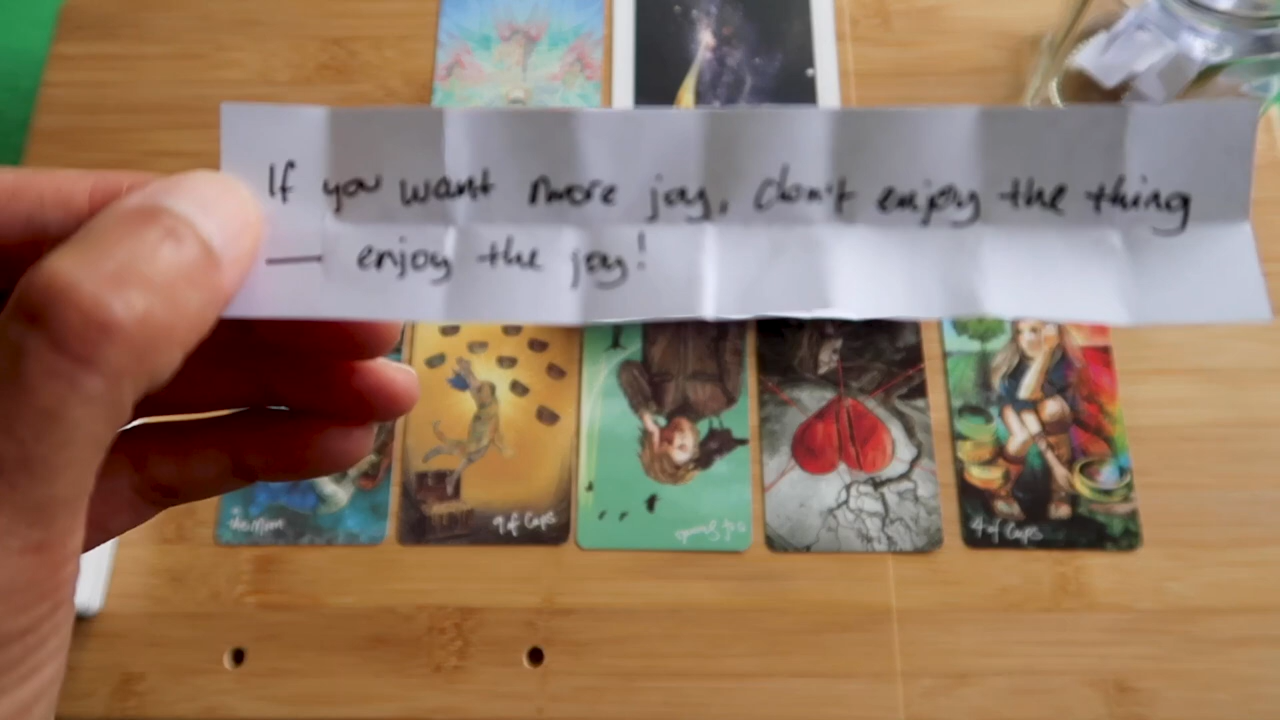 If you want more joy, don't enjoy the thing
— enjoy the joy!
the Moon
9 of Cups
4 of Cups